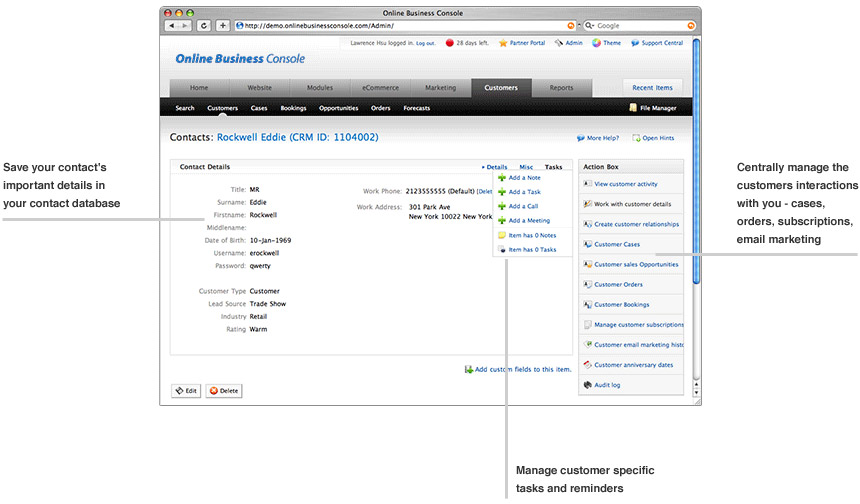 Online Business Console
http://demo.onlinebusinessconsole.com/Admin/
Google
Lawrence Hsu logged in. Log out. 28 days left. Partner Portal Admin Theme Support Central
Online Business Console
Home Website Modules eCommerce Marketing Customers Reports Recent Items
Search Customers Cases Bookings Opportunities Orders Forecasts File Manager
Contacts: Rockwell Eddie (CRM ID: 1104002) More Help? Open Hints
Contact Details Details Misc Tasks
Title: MR
Surname: Eddie
Firstname: Rockwell
Middlename:
Date of Birth: 10-Jan-1969
Username: erockwell
Password: qwerty
Customer Type Customer
Lead Source Trade Show
Industry Retail
Rating Warm
Work Phone: 2123555555 (Default) [Delet
Work Address: 301 Park Ave
New York 10022 New York
Add a Note
Add a Task
Add a Call
Add a Meeting
Item has 0 Notes
Item has 0 Tasks
Add custom fields to this item.
Edit Delete
Action Box
View customer activity
Work with customer details
Create customer relationships
Customer Cases
Customer sales Opportunities
Customer Orders
Customer Bookings
Manage customer subscriptions
Customer email marketing histo
Customer anniversary dates
Audit log
Save your contact's
important details in
your contact database
Centrally manage the
customers interactions
with you - cases,
orders, subscriptions,
email marketing
Manage customer specific
tasks and reminders